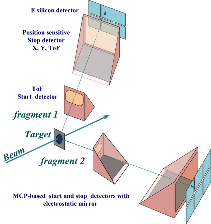 E silicon detector
Position sensitive
Stop detector
X, Y, ToF
ToF
Start detector
fragment 1
Target
Beam
fragment 2
MCP-based start and stop detectors with
electrostatic mirror